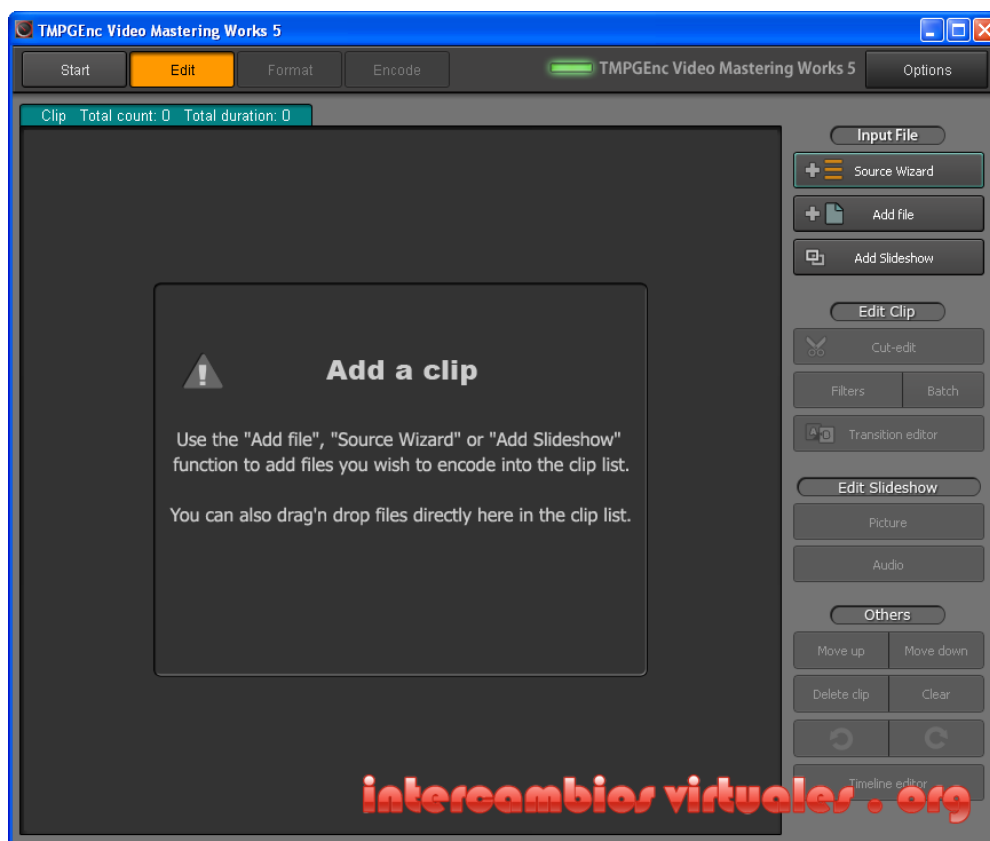 TMPGEnc Video Mastering Works 5
Start Edit Format Encode TMPGEnc Video Mastering Works 5 Options
Clip Total count: 0 Total duration: 0
Input File
Source Wizard
Add file
Add Slideshow
Edit Clip
Cut-edit
Filters Batch
Transition editor
Edit Slideshow
Picture
Audio
Others
Move up Move down
Delete clip Clear
Timeline editor
Add a clip
Use the "Add file", "Source Wizard" or "Add Slideshow"
function to add files you wish to encode into the clip list.
You can also drag'n drop files directly here in the clip list.
intercambios virtuales . org